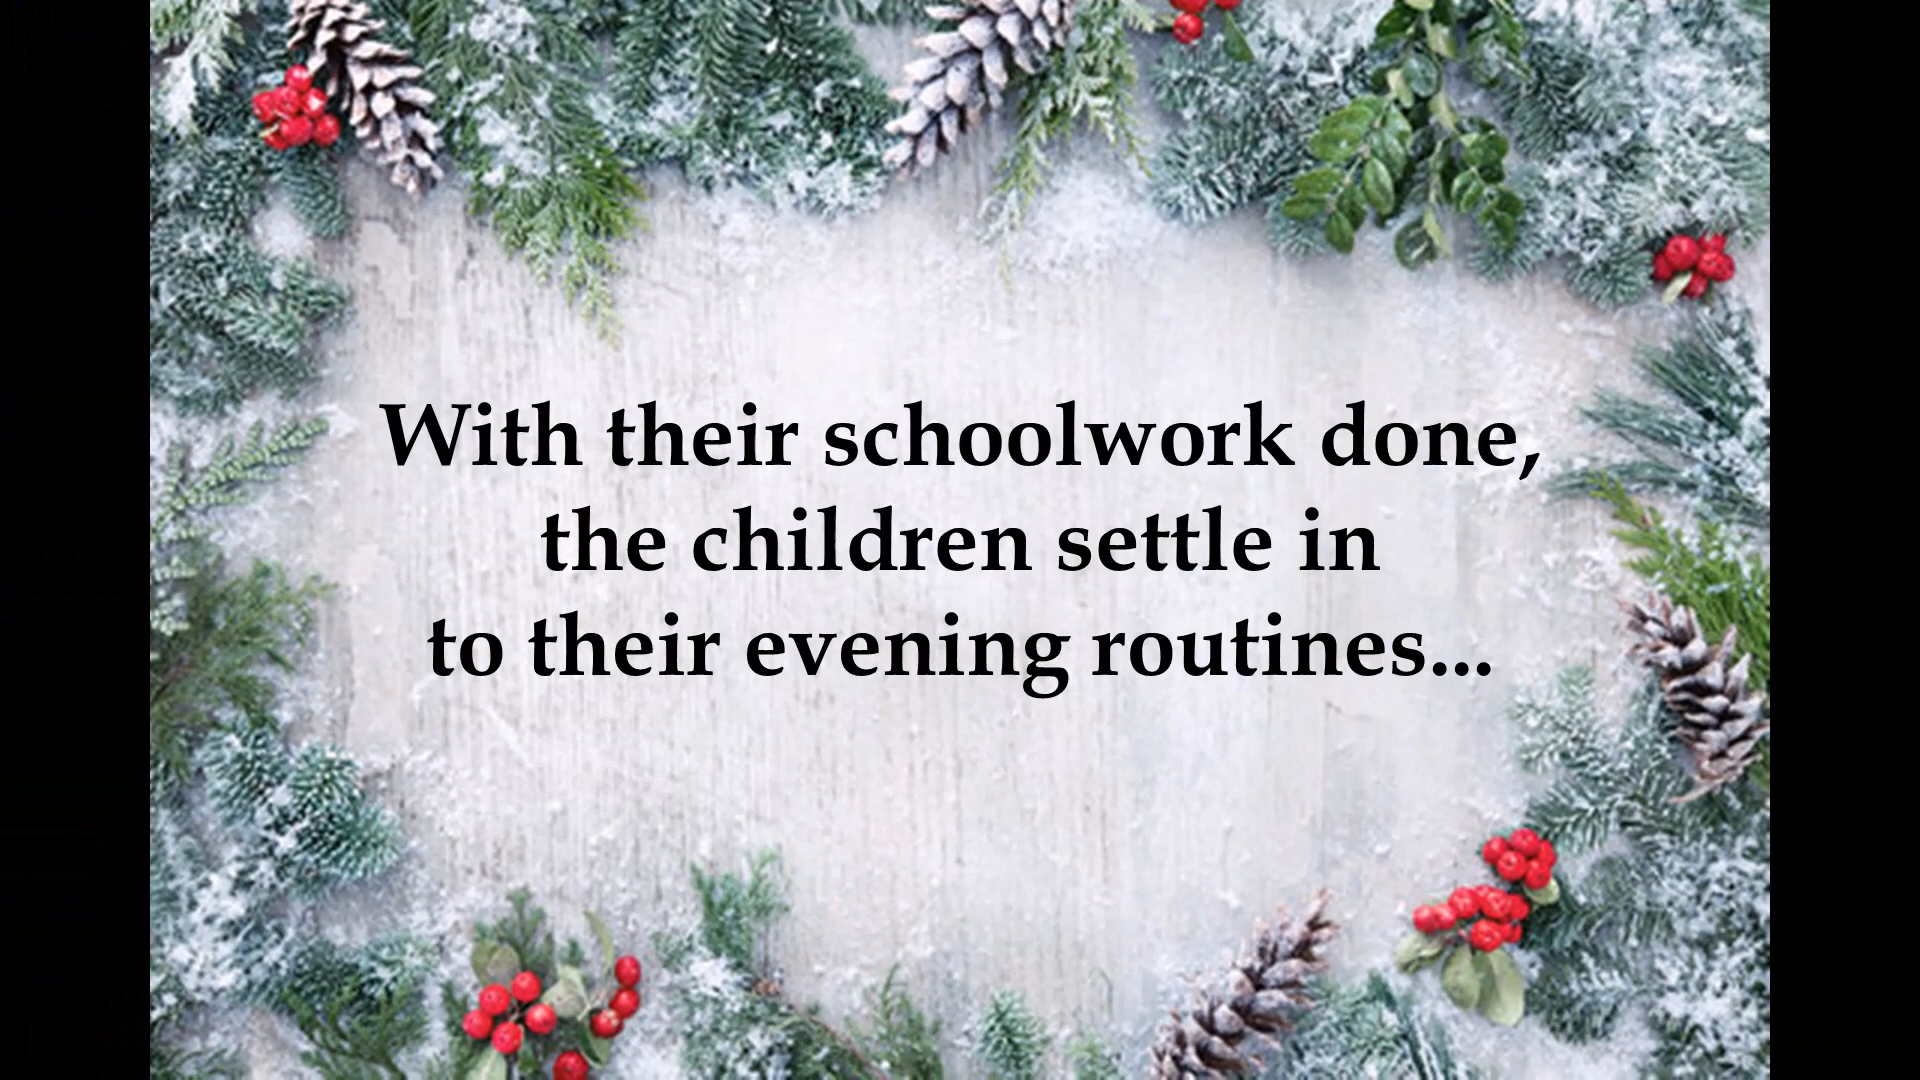 With their schoolwork done,
the children settle in
to their evening routines...